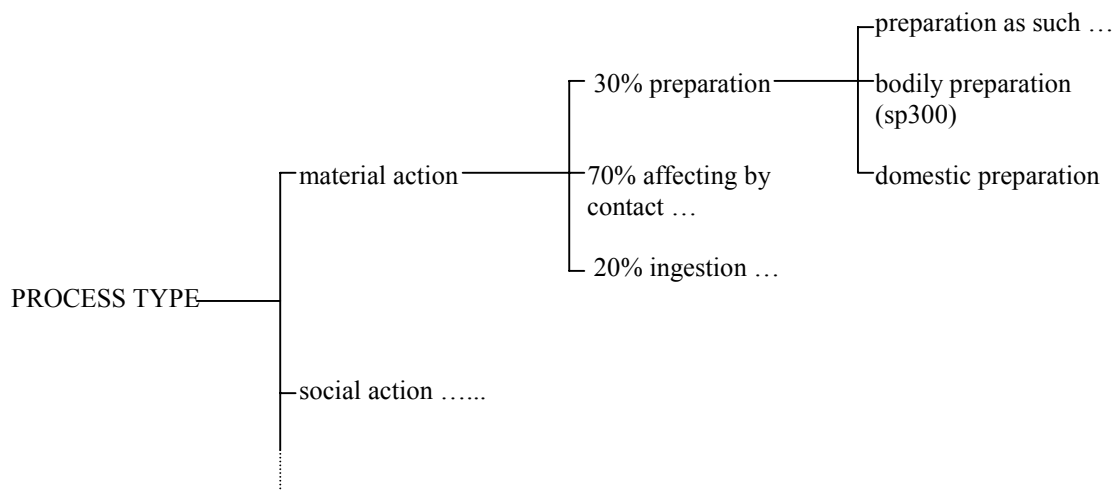 preparation as such …
30% preparation
bodily preparation
(sp300)
material action
70% affecting by
contact …
domestic preparation
20% ingestion …
PROCESS TYPE
social action …...